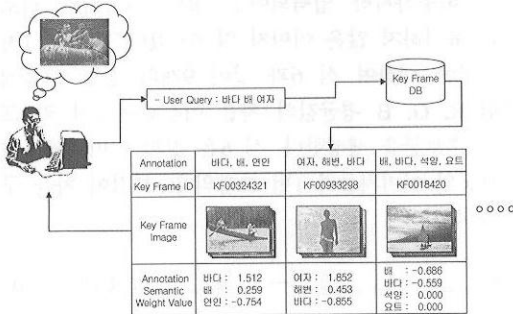 - User Query : 바다 배 여자
Key Frame
DB
Annotation 바다, 배, 연인 여자, 해변, 바다 배, 바다, 석양, 요트
Key Frame ID KF00324321 KF00933298 KF0018420
Key Frame
Image
Annotation
Semantic
Weight Value
바다 : 1.512
배 : 0.259
연인 : -0.754
여자 : 1.852
해변 : 0.453
바다 : -0.855
배 : -0.686
바다 : -0.559
석양 : 0.000
요트 : 0.000